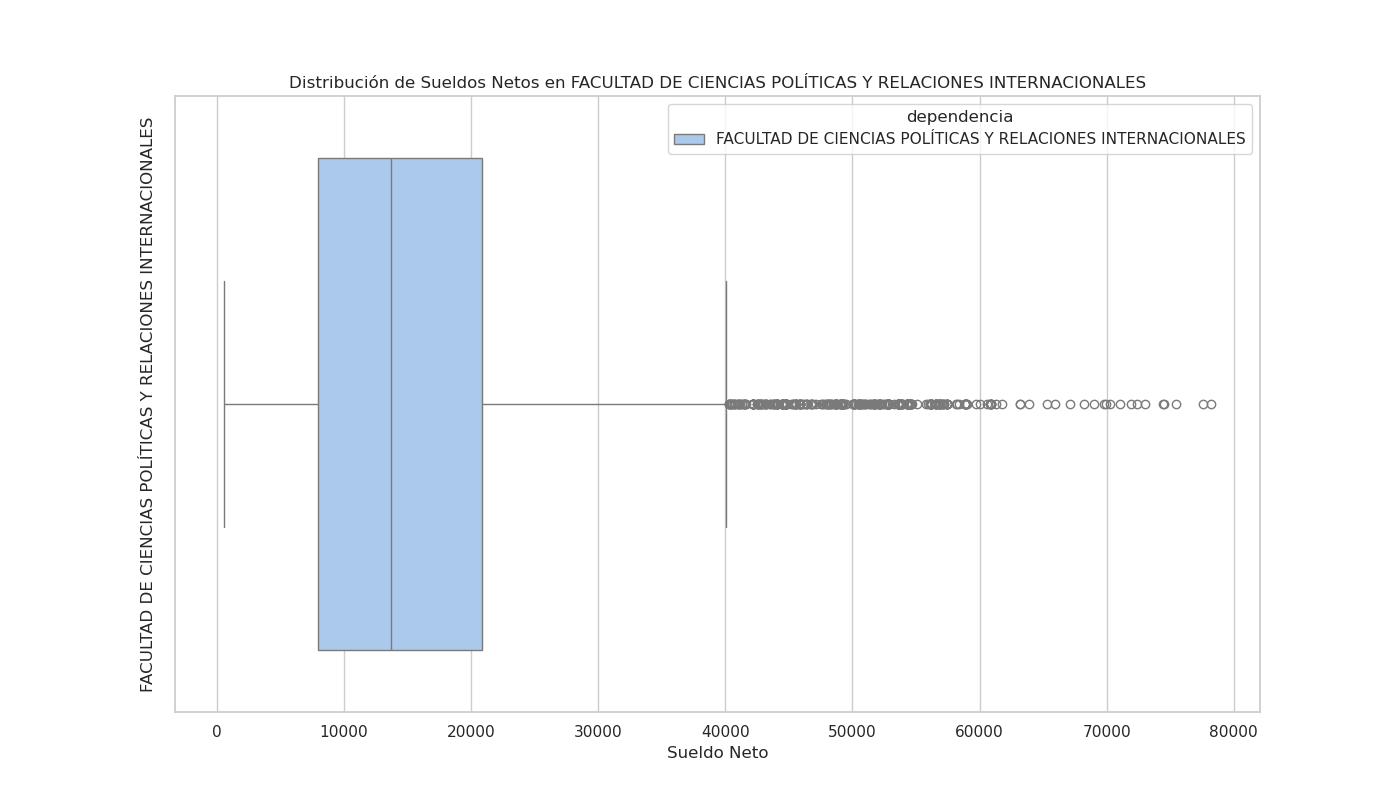 Distribución de Sueldos Netos en FACULTAD DE CIENCIAS POLÍTICAS Y RELACIONES INTERNACIONALES
dependencia
FACULTAD DE CIENCIAS POLÍTICAS Y RELACIONES INTERNACIONALES
FACULTAD DE CIENCIAS POLÍTICAS Y RELACIONES INTERNACIONALES
0 10000 20000 30000 40000 50000 60000 70000 80000
Sueldo Neto